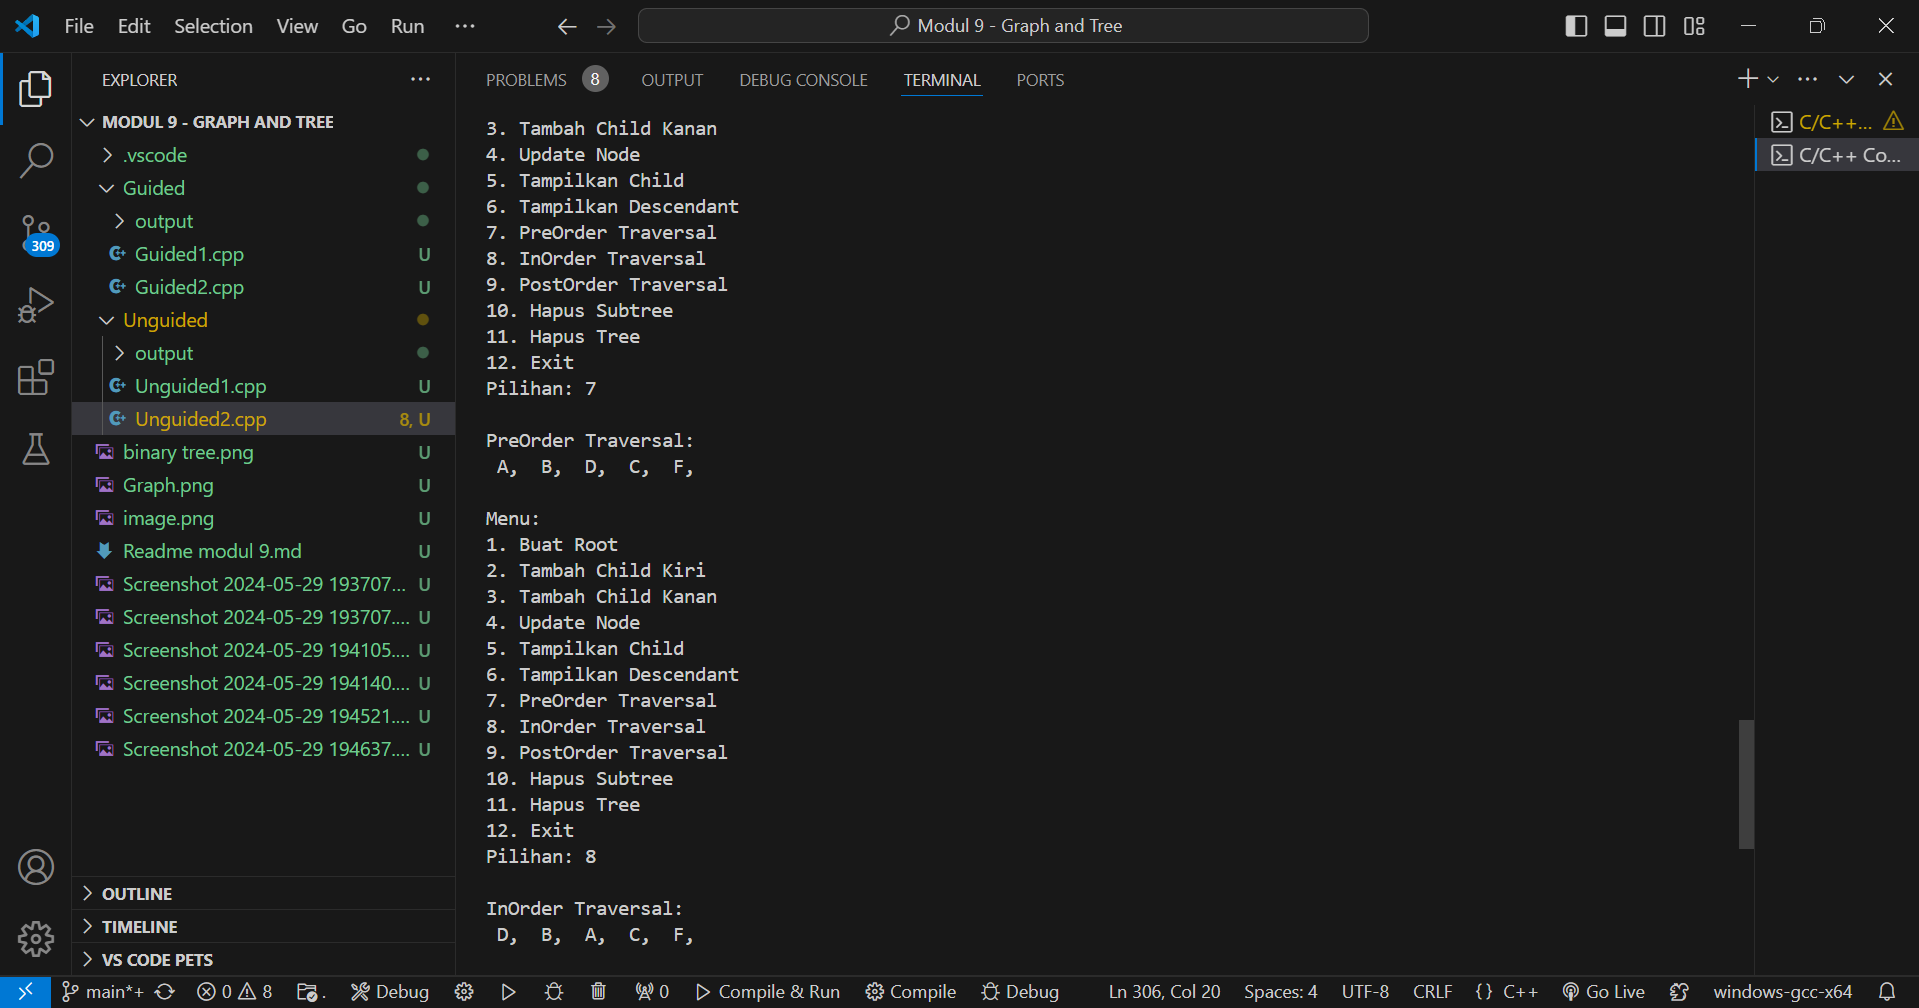 File Edit Selection View Go Run ···
Modul 9 - Graph and Tree
EXPLORER
MODUL 9 - GRAPH AND TREE
.vscode
Guided
output
Guided1.cpp U
Guided2.cpp U
Unguided
output
Unguided1.cpp U
Unguided2.cpp 8, U
binary tree.png U
Graph.png U
image.png U
Readme modul 9.md U
Screenshot 2024-05-29 193707... U
Screenshot 2024-05-29 193707.... U
Screenshot 2024-05-29 194105.... U
Screenshot 2024-05-29 194140.... U
Screenshot 2024-05-29 194521.... U
Screenshot 2024-05-29 194637.... U
OUTLINE
TIMELINE
VS CODE PETS
309
PROBLEMS 8 OUTPUT DEBUG CONSOLE TERMINAL PORTS
3. Tambah Child Kanan
4. Update Node
5. Tampilkan Child
6. Tampilkan Descendant
7. PreOrder Traversal
8. InOrder Traversal
9. PostOrder Traversal
10. Hapus Subtree
11. Hapus Tree
12. Exit
Pilihan: 7
PreOrder Traversal:
A, B, D, C, F,
Menu:
1. Buat Root
2. Tambah Child Kiri
3. Tambah Child Kanan
4. Update Node
5. Tampilkan Child
6. Tampilkan Descendant
7. PreOrder Traversal
8. InOrder Traversal
9. PostOrder Traversal
10. Hapus Subtree
11. Hapus Tree
12. Exit
Pilihan: 8
InOrder Traversal:
D, B, A, C, F,
C/C++...
C/C++ Co...
main*+ 0 8 . Debug 0 Compile & Run Compile Debug Ln 306, Col 20 Spaces: 4 UTF-8 CRLF {} C++ Go Live windows-gcc-x64